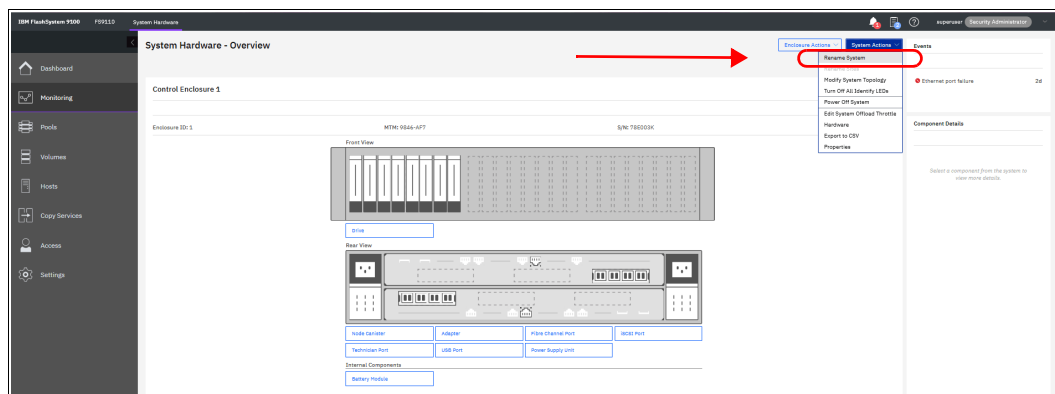 IBM FlashSystem 9100 FS9110 System Hardware
superuser Security Administrator
System Hardware - Overview
Enclosure Actions
System Actions
Rename System
Modify System Topology
Turn Off All Identify LEDs
Power Off System
Edit System Offload Throttle
Hardware
Export to CSV
Properties
Events
Ethernet port failure 2d
Component Details
Select a component from the system to
view more details.
Dashboard
Monitoring
Pools
Volumes
Hosts
Copy Services
Access
Settings
Control Enclosure 1
Enclosure ID: 1 MTM: 9846-AF7 S/N: 78E003K
Front View
Drive
Rear View
Node Canister Adapter Fibre Channel Port iSCSI Port
Technician Port USB Port Power Supply Unit
Internal Components
Battery Module